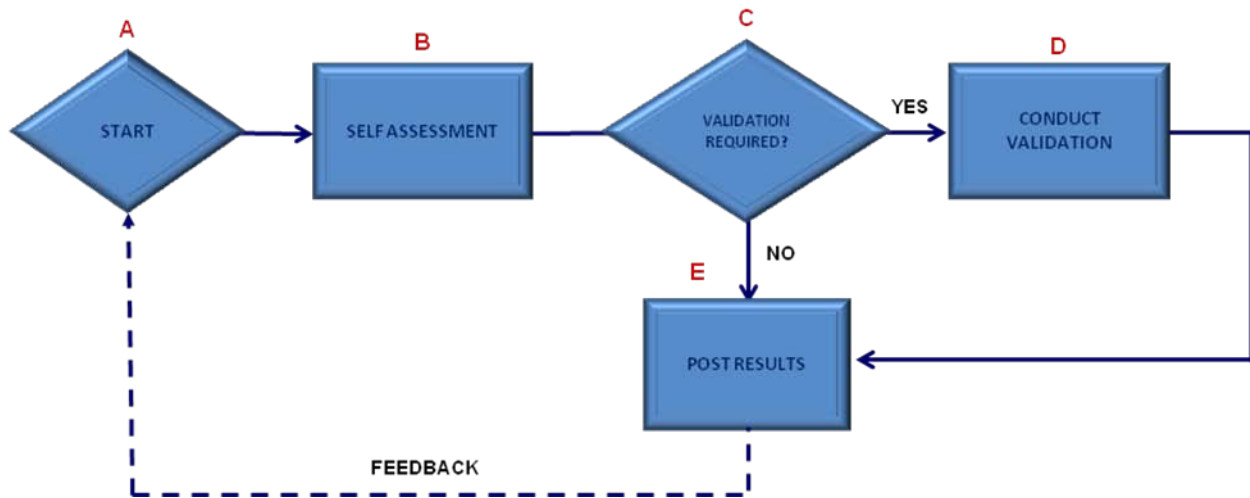 A
B
C
D
START
SELF ASSESSMENT
VALIDATION
REQUIRED?
YES
CONDUCT
VALIDATION
NO
E
POST RESULTS
FEEDBACK